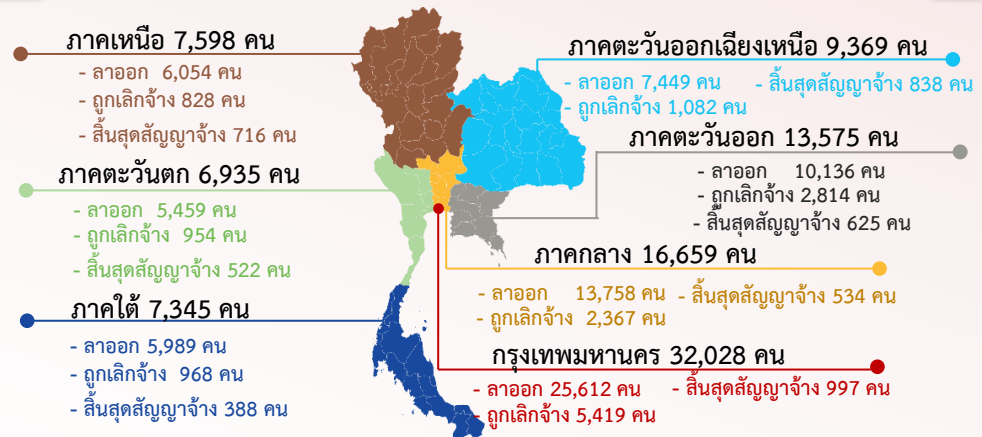 ภาคเหนือ 7,598 คน
- ลาออก 6,054 คน
- ถูกเลิกจ้าง 828 คน
- สิ้นสุดสัญญาจ้าง 716 คน
ภาคตะวันออกเฉียงเหนือ 9,369 คน
- ลาออก 7,449 คน - สิ้นสุดสัญญาจ้าง 838 คน
- ถูกเลิกจ้าง 1,082 คน
ภาคตะวันออก 13,575 คน
- ลาออก 10,136 คน
- ถูกเลิกจ้าง 2,814 คน
- สิ้นสุดสัญญาจ้าง 625 คน
ภาคตะวันตก 6,935 คน
- ลาออก 5,459 คน
- ถูกเลิกจ้าง 954 คน
- สิ้นสุดสัญญาจ้าง 522 คน
ภาคกลาง 16,659 คน
- ลาออก 13,758 คน - สิ้นสุดสัญญาจ้าง 534 คน
- ถูกเลิกจ้าง 2,367 คน
ภาคใต้ 7,345 คน
- ลาออก 5,989 คน
- ถูกเลิกจ้าง 968 คน
- สิ้นสุดสัญญาจ้าง 388 คน
กรุงเทพมหานคร 32,028 คน
- ลาออก 25,612 คน - สิ้นสุดสัญญาจ้าง 997 คน
- ถูกเลิกจ้าง 5,419 คน